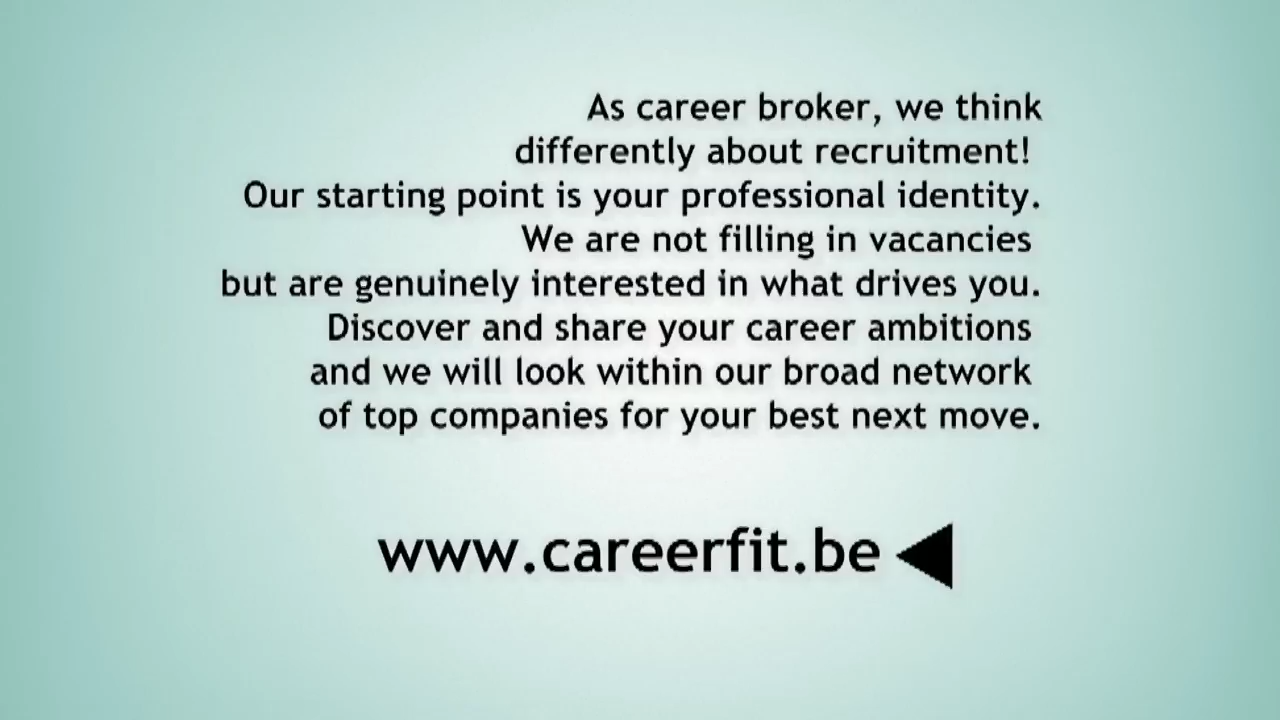 As career broker, we think
differently about recruitment!
Our starting point is your professional identity.
We are not filling in vacancies
but are genuinely interested in what drives you.
Discover and share your career ambitions
and we will look within our broad network
of top companies for your best next move.
www.careerfit.be